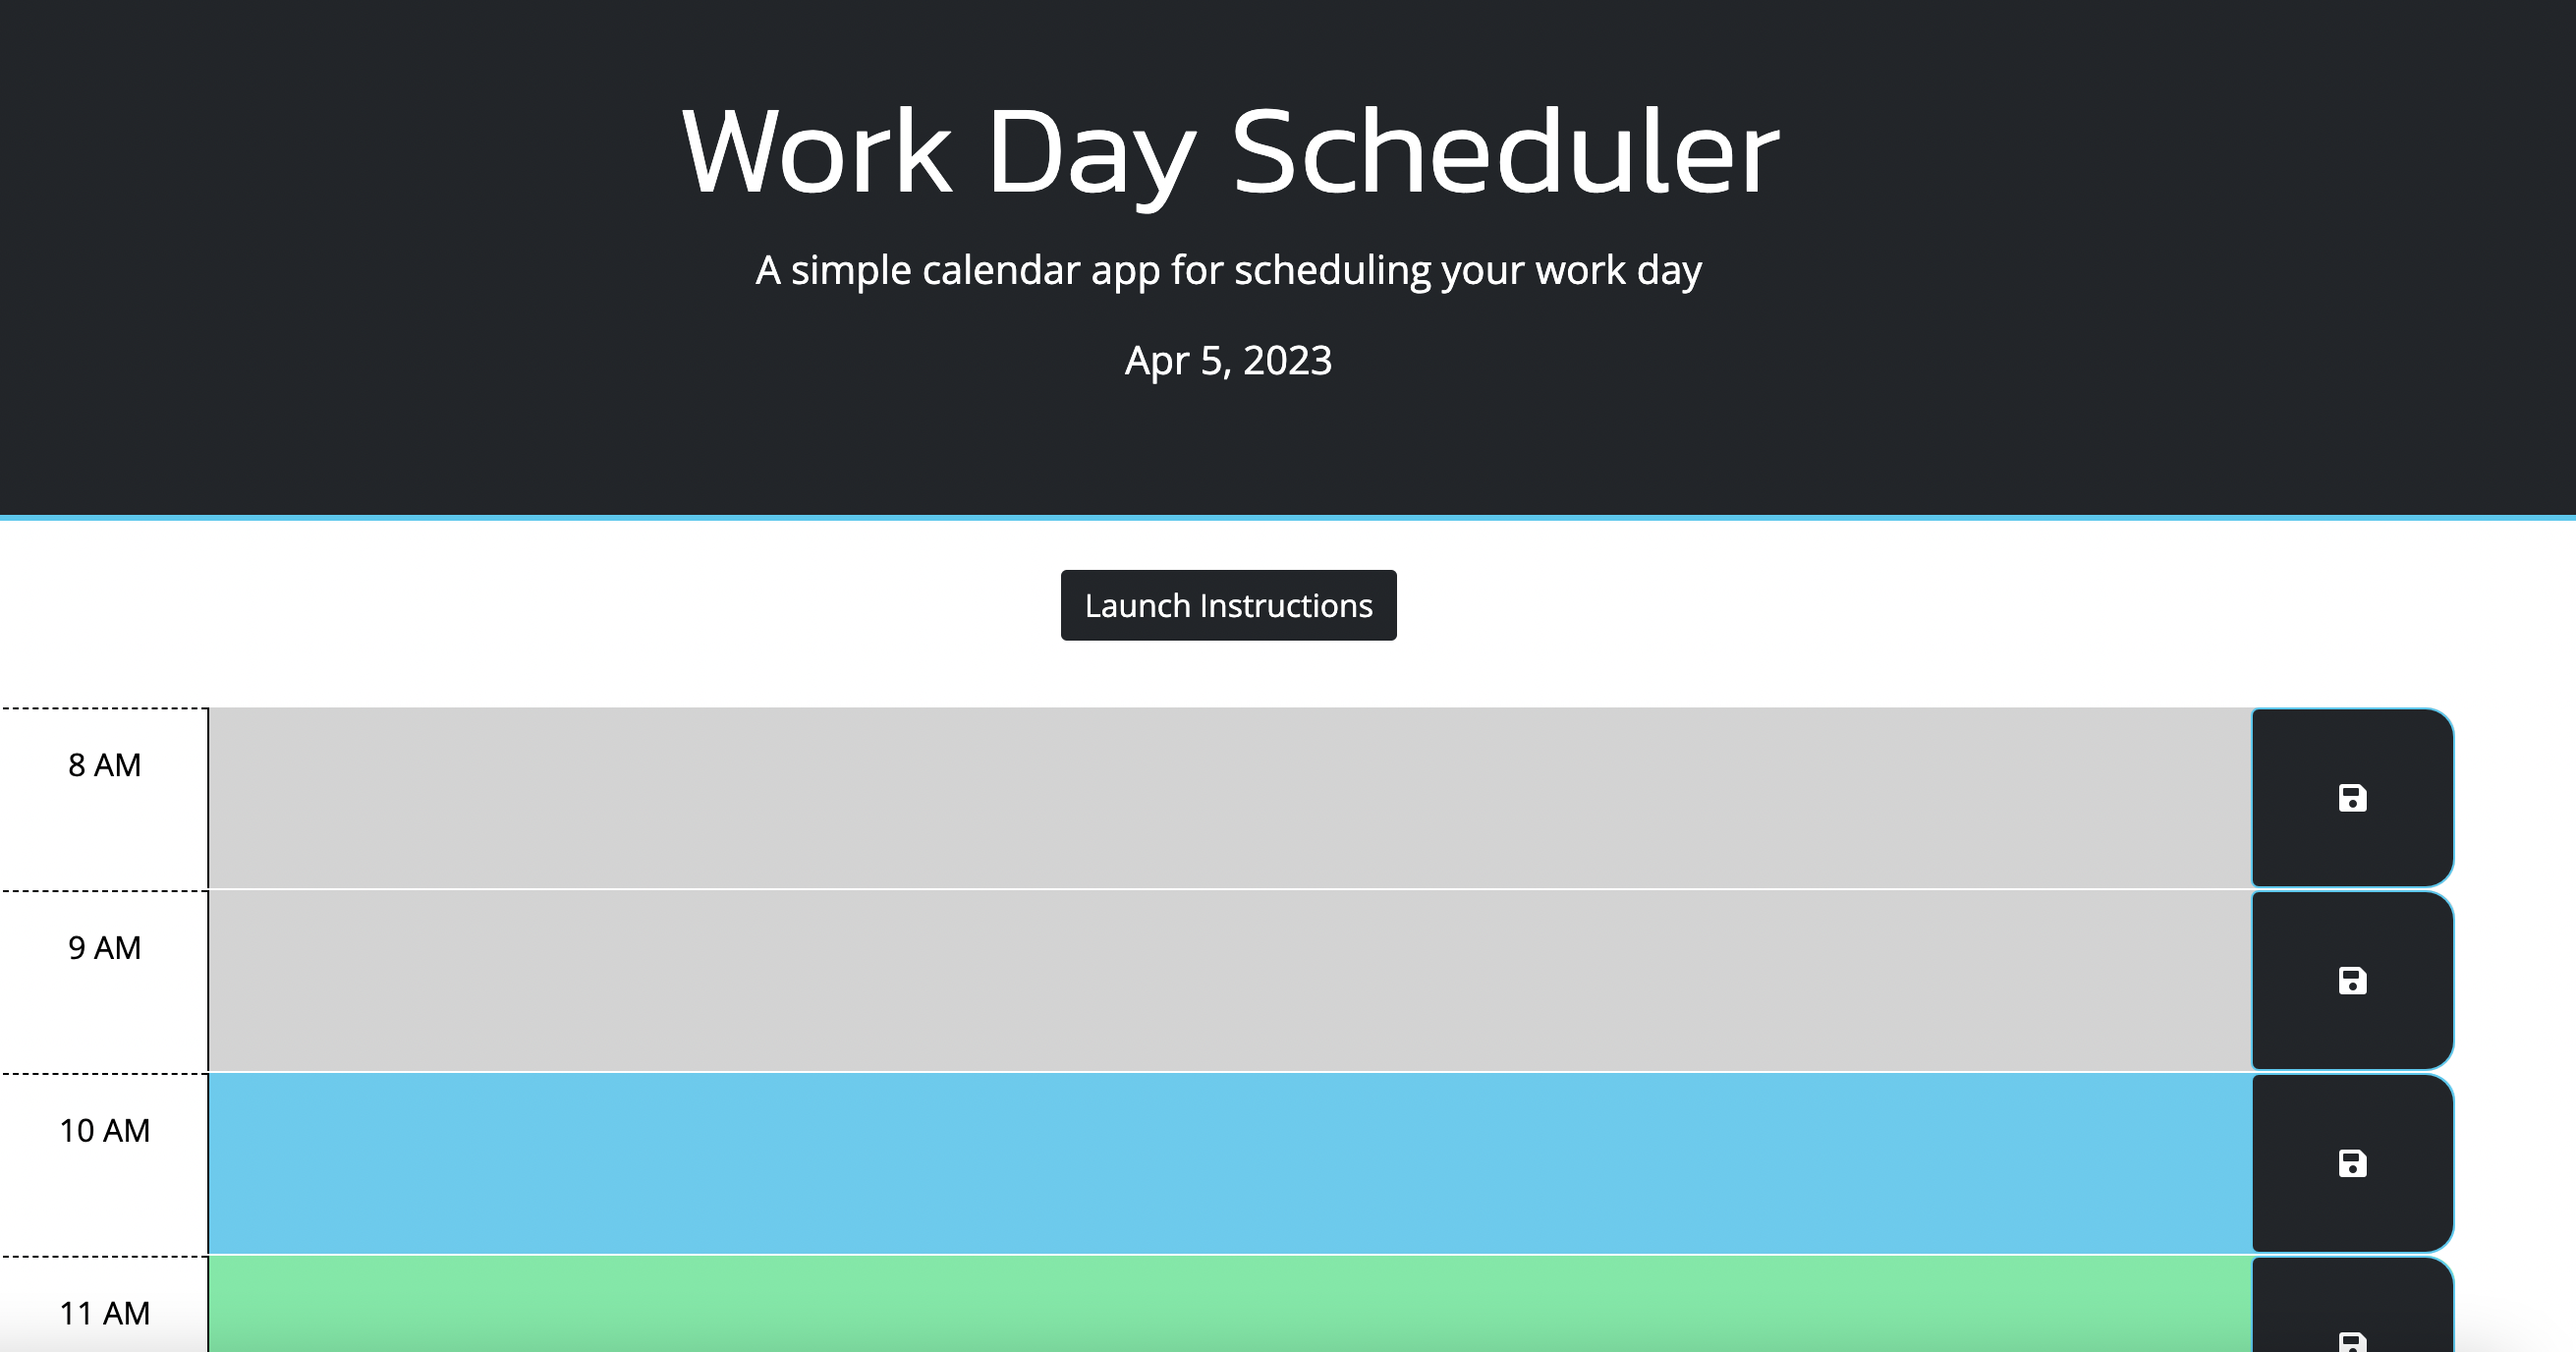 Work Day Scheduler
A simple calendar app for scheduling your work day
Apr 5, 2023
Launch Instructions
8 AM
9 AM
10 AM
11 AM